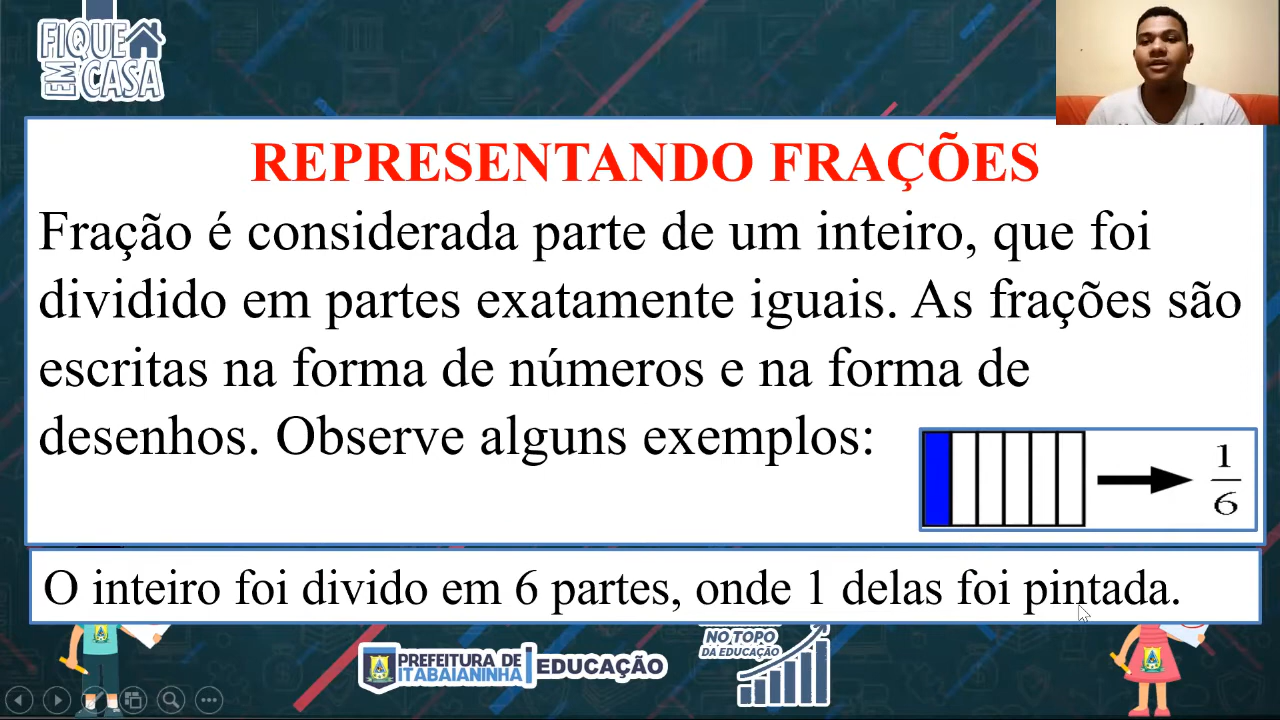 FIQUE
EM CASA
REPRESENTANDO FRAÇÕES
Fração é considerada parte de um inteiro, que foi
dividido em partes exatamente iguais. As frações são
escritas na forma de números e na forma de
desenhos. Observe alguns exemplos:
1
6
O inteiro foi divido em 6 partes, onde 1 delas foi pintada.
PREFEITURA DE
ITABAIANINHA
EDUCAÇÃO
NO TOPO
DA EDUCAÇÃO